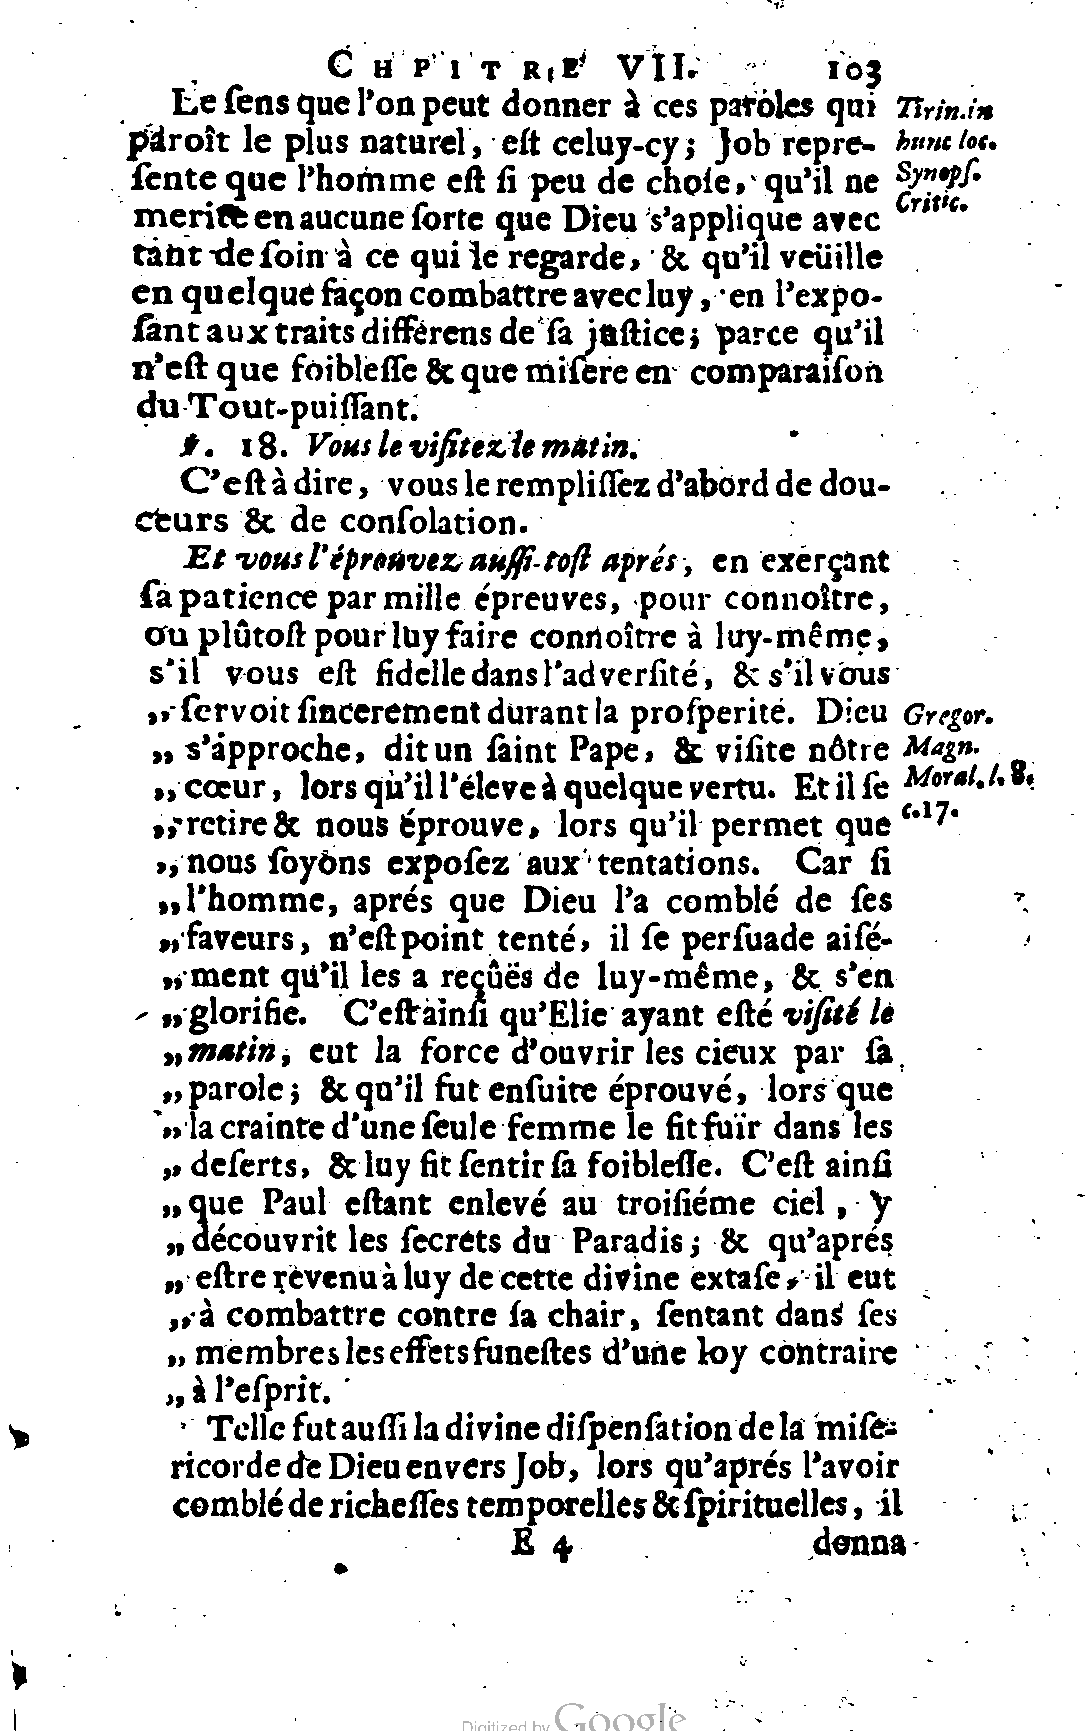 CHPITRE VII. 103
Le ſens que l'on peut donner à ces paroles qui Tirin. in
paroît le plus naturel, eſt celuy-cy; Job repre- hunc loc.
ſente que l'homme eſt ſi peu de choſe, qu'il ne Synopſ.
merite en aucune ſorte que Dieu s'applique avec Critic.
tant de ſoin à ce qui le regarde, & qu'il veüille
en quelque façon combattre avec luy, en l'expo-
ſant aux traits différens de ſa juſtice; parce qu'il
n'eſt que foibleſſe & que miſere en comparaiſon
du Tout-puiſſant.
℣. 18. Vous le viſitez le matin.
C'eſt à dire, vous le rempliſſez d'abord de dou-
ceurs & de conſolation.
Et vous l'éprouvez auſſi-toſt aprés, en exerçant
ſa patience par mille épreuves, pour connoître,
ou plûtoſt pour luy faire connoître à luy-même,
s'il vous eſt fidelle dans l'adverſité, & s'il vous
„ ſervoit ſincerement durant la proſperité. Dieu Gregor.
„ s'approche, dit un ſaint Pape, & viſite nôtre Magn.
„ cœur, lors qu'il l'éleve à quelque vertu. Et il ſe Moral. l. 8.
„ retire & nous éprouve, lors qu'il permet que c. 17.
„ nous ſoyons expoſez aux tentations. Car ſi
„ l'homme, aprés que Dieu l'a comblé de ſes
„ faveurs, n'eſt point tenté, il ſe perſuade aiſé-
„ ment qu'il les a reçûës de luy-même, & s'en
„ glorifie. C'eſt ainſi qu'Elie ayant eſté viſité le
„ matin, eut la force d'ouvrir les cieux par ſa
„ parole; & qu'il fut enſuite éprouvé, lors que
„ la crainte d'une ſeule femme le fit fuïr dans les
„ deſerts, & luy fit ſentir ſa foibleſſe. C'eſt ainſi
„ que Paul eſtant enlevé au troiſiéme ciel, y
„ découvrit les ſecrets du Paradis; & qu'aprés
„ eſtre revenu à luy de cette divine extaſe, il eut
„ à combattre contre ſa chair, ſentant dans ſes
„ membres les effets funeſtes d'une loy contraire
„ à l'eſprit.
Telle fut auſſi la divine diſpenſation de la miſe-
ricorde de Dieu envers Job, lors qu'aprés l'avoir
comblé de richeſſes temporelles & ſpirituelles, il
E 4 donna
Digitized by Google